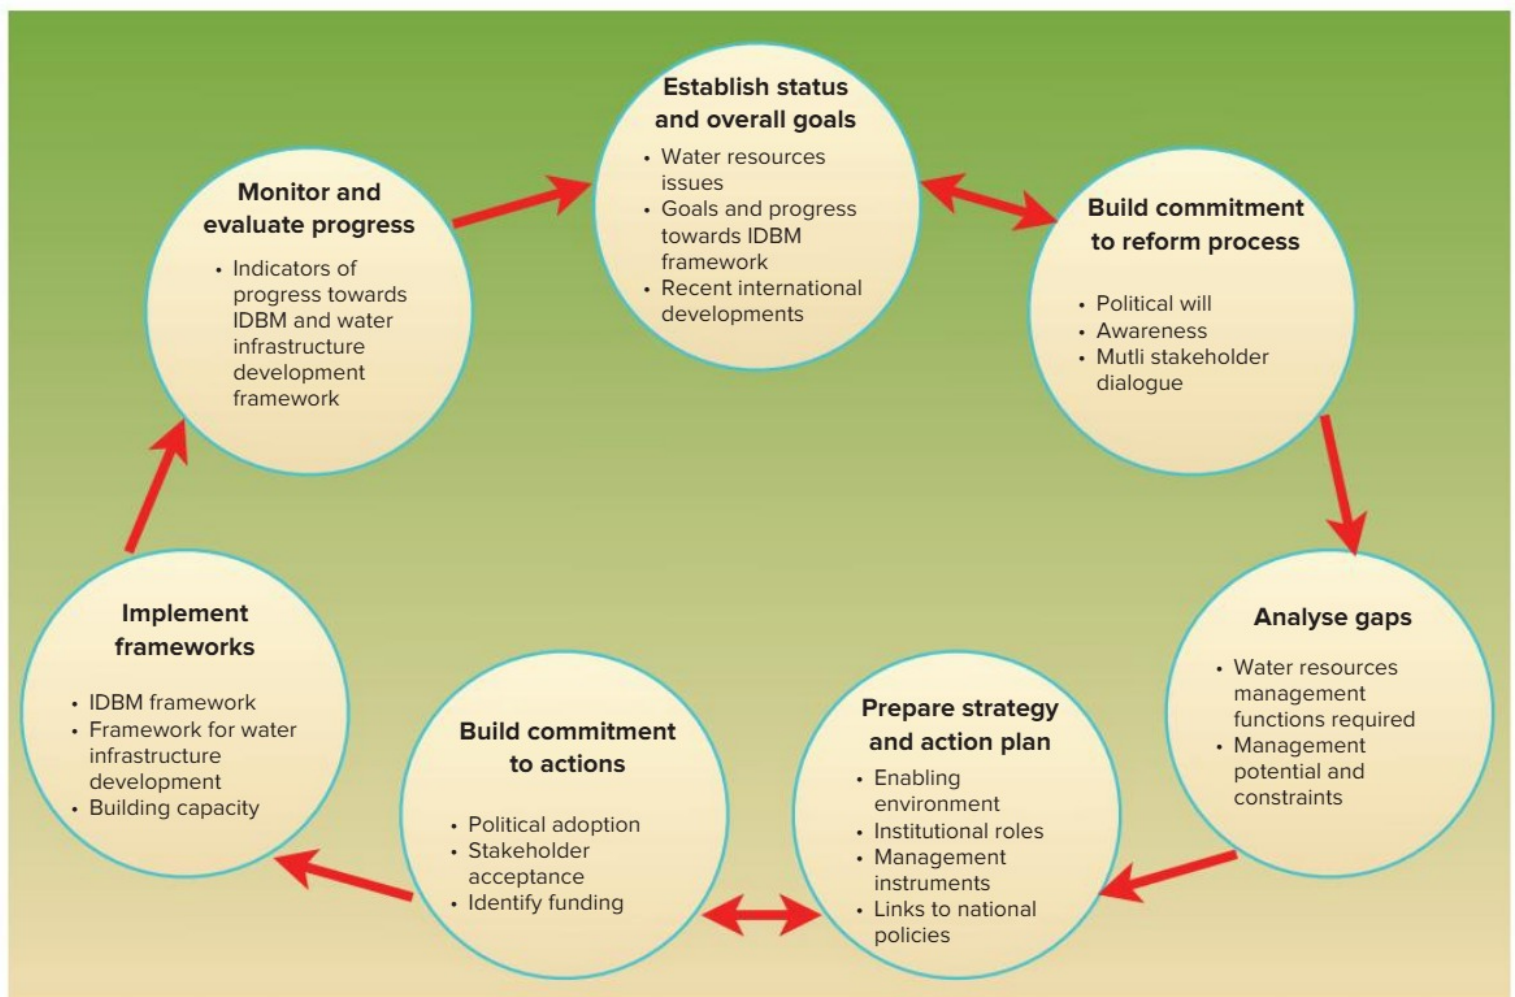 Establish status
and overall goals
• Water resources
issues
• Goals and progress
towards IDBM
framework
• Recent international
developments
Build commitment
to reform process
• Political will
• Awareness
• Mutli stakeholder
dialogue
Analyse gaps
• Water resources
management
functions required
• Management
potential and
constraints
Prepare strategy
and action plan
• Enabling
environment
• Institutional roles
• Management
instruments
• Links to national
policies
Build commitment
to actions
• Political adoption
• Stakeholder
acceptance
• Identify funding
Implement
frameworks
• IDBM framework
• Framework for water
infrastructure
development
• Building capacity
Monitor and
evaluate progress
• Indicators of
progress towards
IDBM and water
infrastructure
development
framework